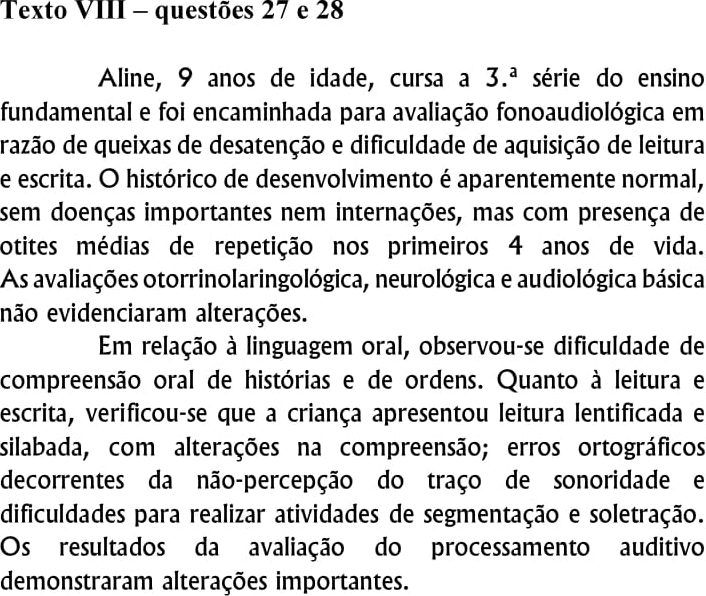 Texto VIII – questões 27 e 28
Aline, 9 anos de idade, cursa a 3.ª série do ensino
fundamental e foi encaminhada para avaliação fonoaudiológica em
razão de queixas de desatenção e dificuldade de aquisição de leitura
e escrita. O histórico de desenvolvimento é aparentemente normal,
sem doenças importantes nem internações, mas com presença de
otites médias de repetição nos primeiros 4 anos de vida.
As avaliações otorrinolaringológica, neurológica e audiológica básica
não evidenciaram alterações.
Em relação à linguagem oral, observou-se dificuldade de
compreensão oral de histórias e de ordens. Quanto à leitura e
escrita, verificou-se que a criança apresentou leitura lentificada e
silabada, com alterações na compreensão; erros ortográficos
decorrentes da não-percepção do traço de sonoridade e
dificuldades para realizar atividades de segmentação e soletração.
Os resultados da avaliação do processamento auditivo
demonstraram alterações importantes.